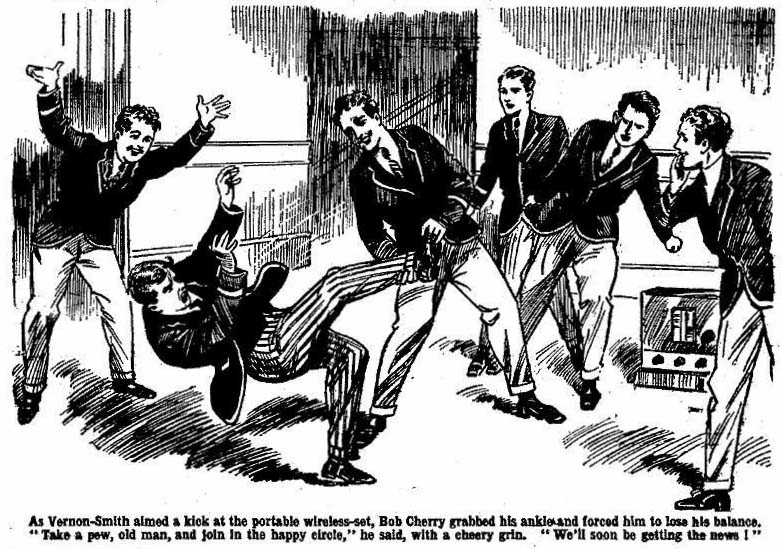 As Vernon-Smith aimed a kick at the portable wireless-set, Bob Cherry grabbed his ankle and forced him to lose his balance.
" Take a pew, old man, and join in the happy circle," he said, with a cheery grin. " We'll soon be getting the news ! "